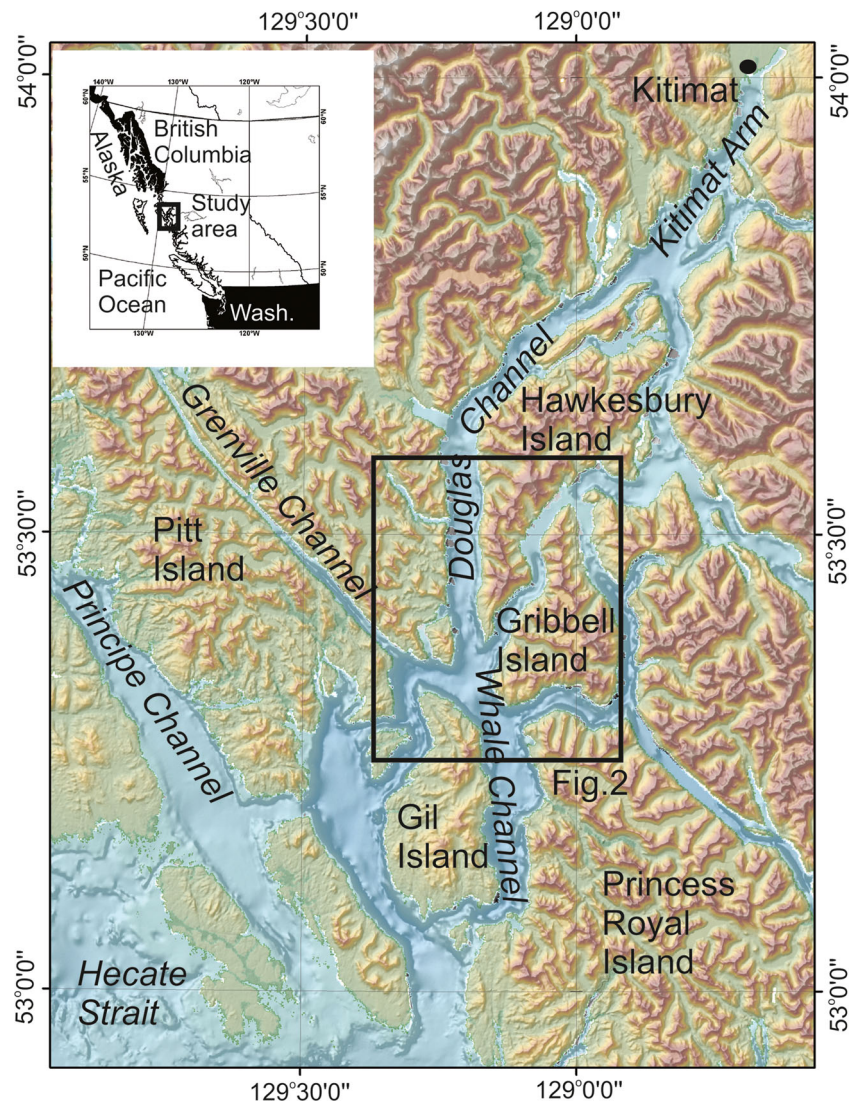 129°30'0"
129°0'0"
54°0'0"
54°0'0"
140°W
130°W
120°W
60°N
60°N
British
Columbia
Alaska
55°N
55°N
Study
area
50°N
50°N
Pacific
Ocean
Wash.
130°W
120°W
Kitimat
Kitimat Arm
Channel
Hawkesbury
Island
Grenville Channel
Douglas
53°30'0"
53°30'0"
Pitt
Island
Principe Channel
Gribbell
Island
Whale Channel
Fig.2
Gil
Island
Princess
Royal
Island
Hecate
Strait
53°0'0"
53°0'0"
129°30'0"
129°0'0"